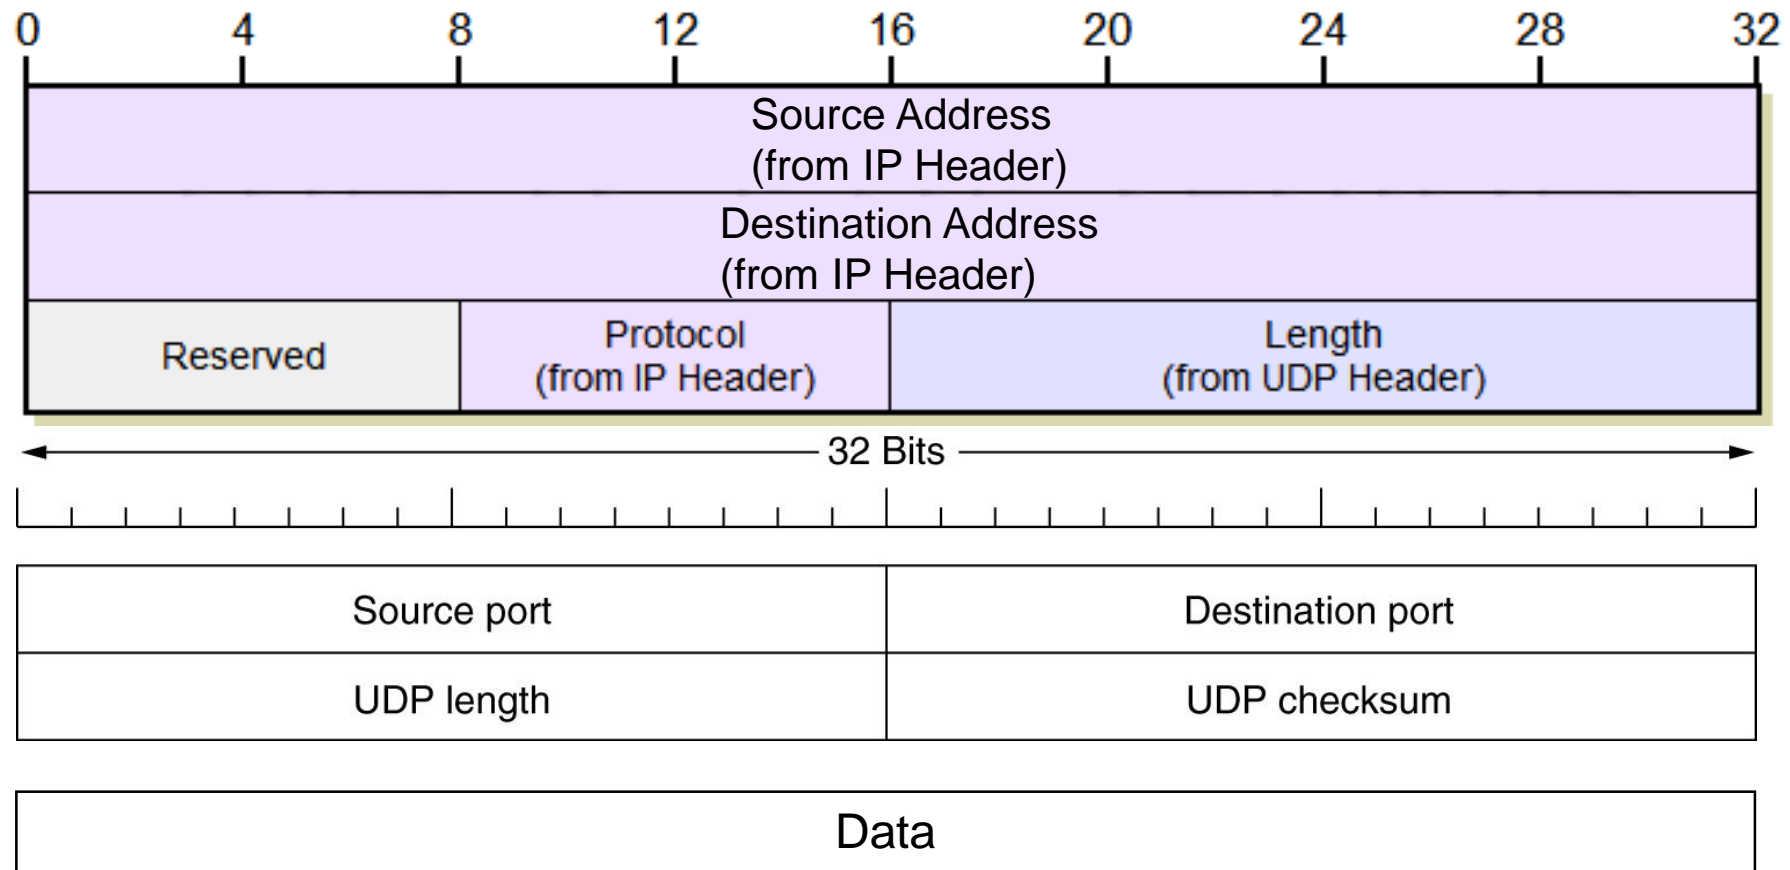 0 4 8 12 16 20 24 28 32
Source Address
(from IP Header)
Destination Address
(from IP Header)
Reserved
Protocol
(from IP Header)
Length
(from UDP Header)
32 Bits
Source port
Destination port
UDP length
UDP checksum
Data